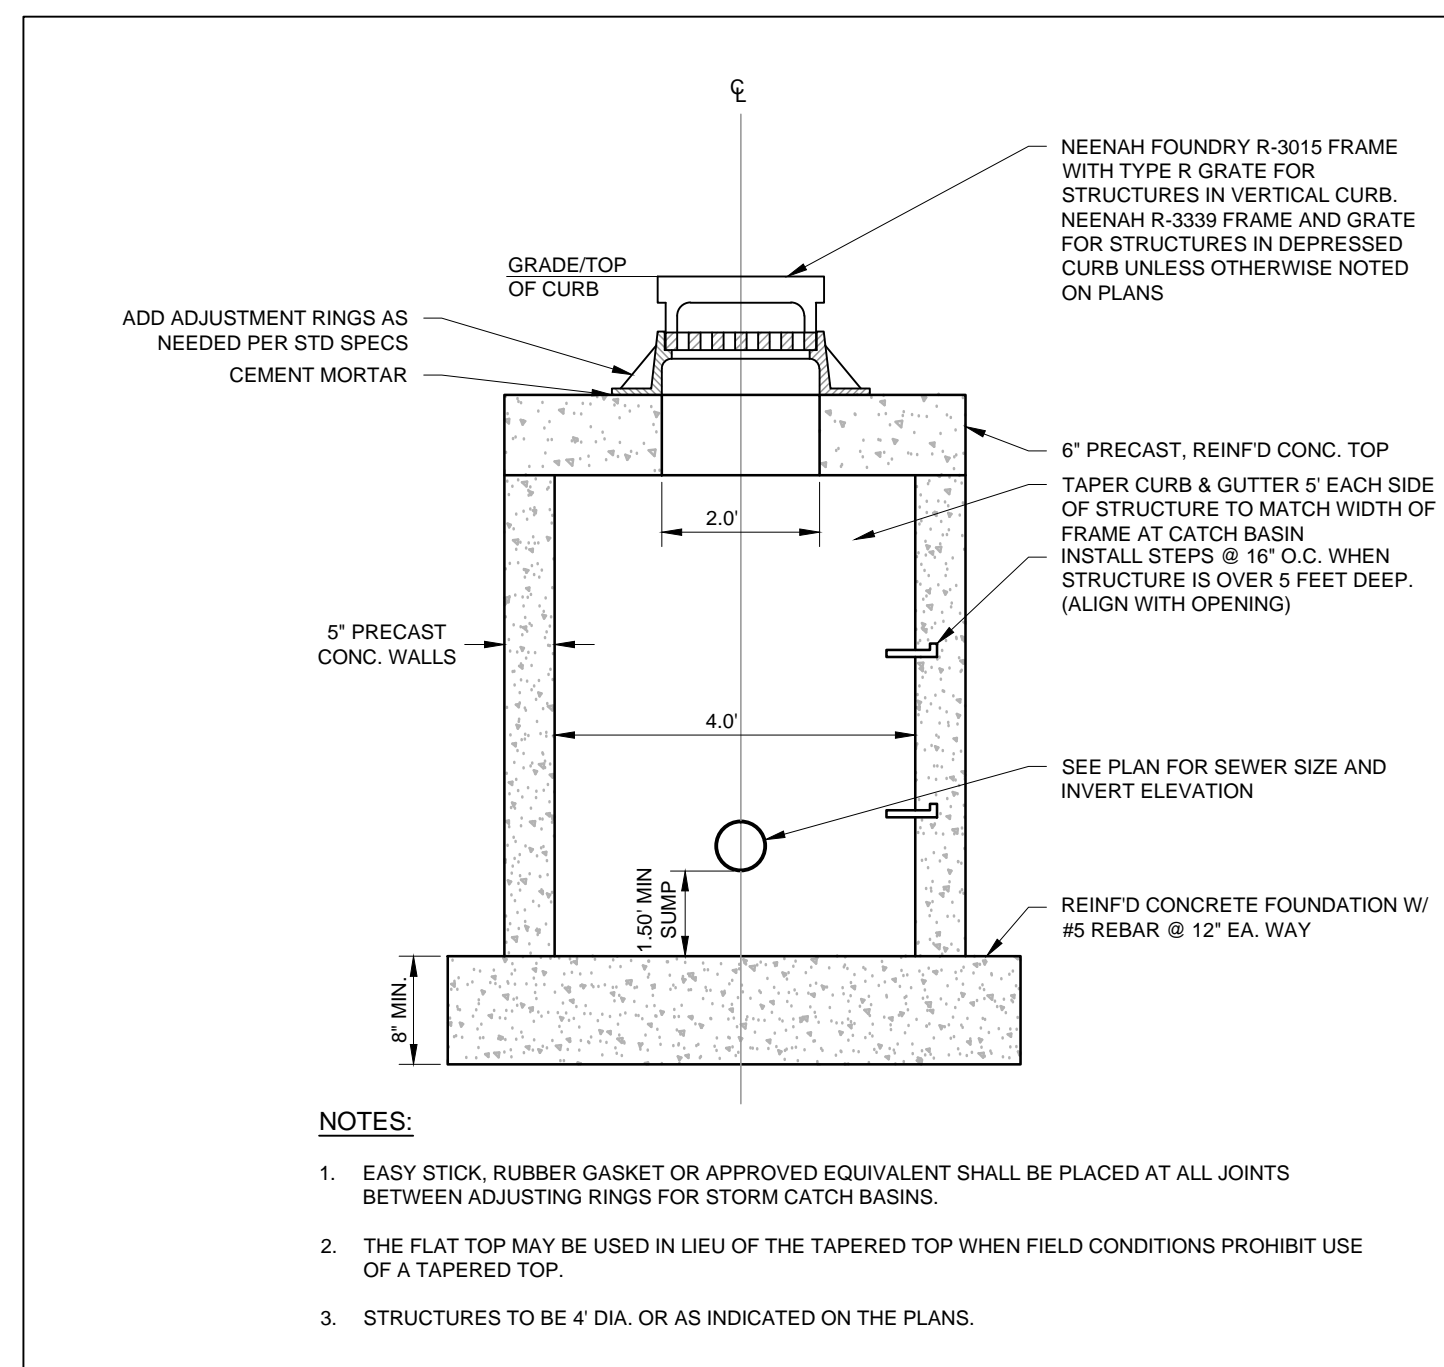 ℄
NEENAH FOUNDRY R-3015 FRAME
WITH TYPE R GRATE FOR
STRUCTURES IN VERTICAL CURB.
NEENAH R-3339 FRAME AND GRATE
FOR STRUCTURES IN DEPRESSED
CURB UNLESS OTHERWISE NOTED
ON PLANS
GRADE/TOP
OF CURB
ADD ADJUSTMENT RINGS AS
NEEDED PER STD SPECS
CEMENT MORTAR
6" PRECAST, REINF'D CONC. TOP
TAPER CURB & GUTTER 5' EACH SIDE
OF STRUCTURE TO MATCH WIDTH OF
FRAME AT CATCH BASIN
2.0'
INSTALL STEPS @ 16" O.C. WHEN
STRUCTURE IS OVER 5 FEET DEEP.
(ALIGN WITH OPENING)
5" PRECAST
CONC. WALLS
4.0'
SEE PLAN FOR SEWER SIZE AND
INVERT ELEVATION
1.50' MIN
SUMP
REINF'D CONCRETE FOUNDATION W/
#5 REBAR @ 12" EA. WAY
8" MIN.
NOTES:
1. EASY STICK, RUBBER GASKET OR APPROVED EQUIVALENT SHALL BE PLACED AT ALL JOINTS
BETWEEN ADJUSTING RINGS FOR STORM CATCH BASINS.
2. THE FLAT TOP MAY BE USED IN LIEU OF THE TAPERED TOP WHEN FIELD CONDITIONS PROHIBIT USE
OF A TAPERED TOP.
3. STRUCTURES TO BE 4' DIA. OR AS INDICATED ON THE PLANS.